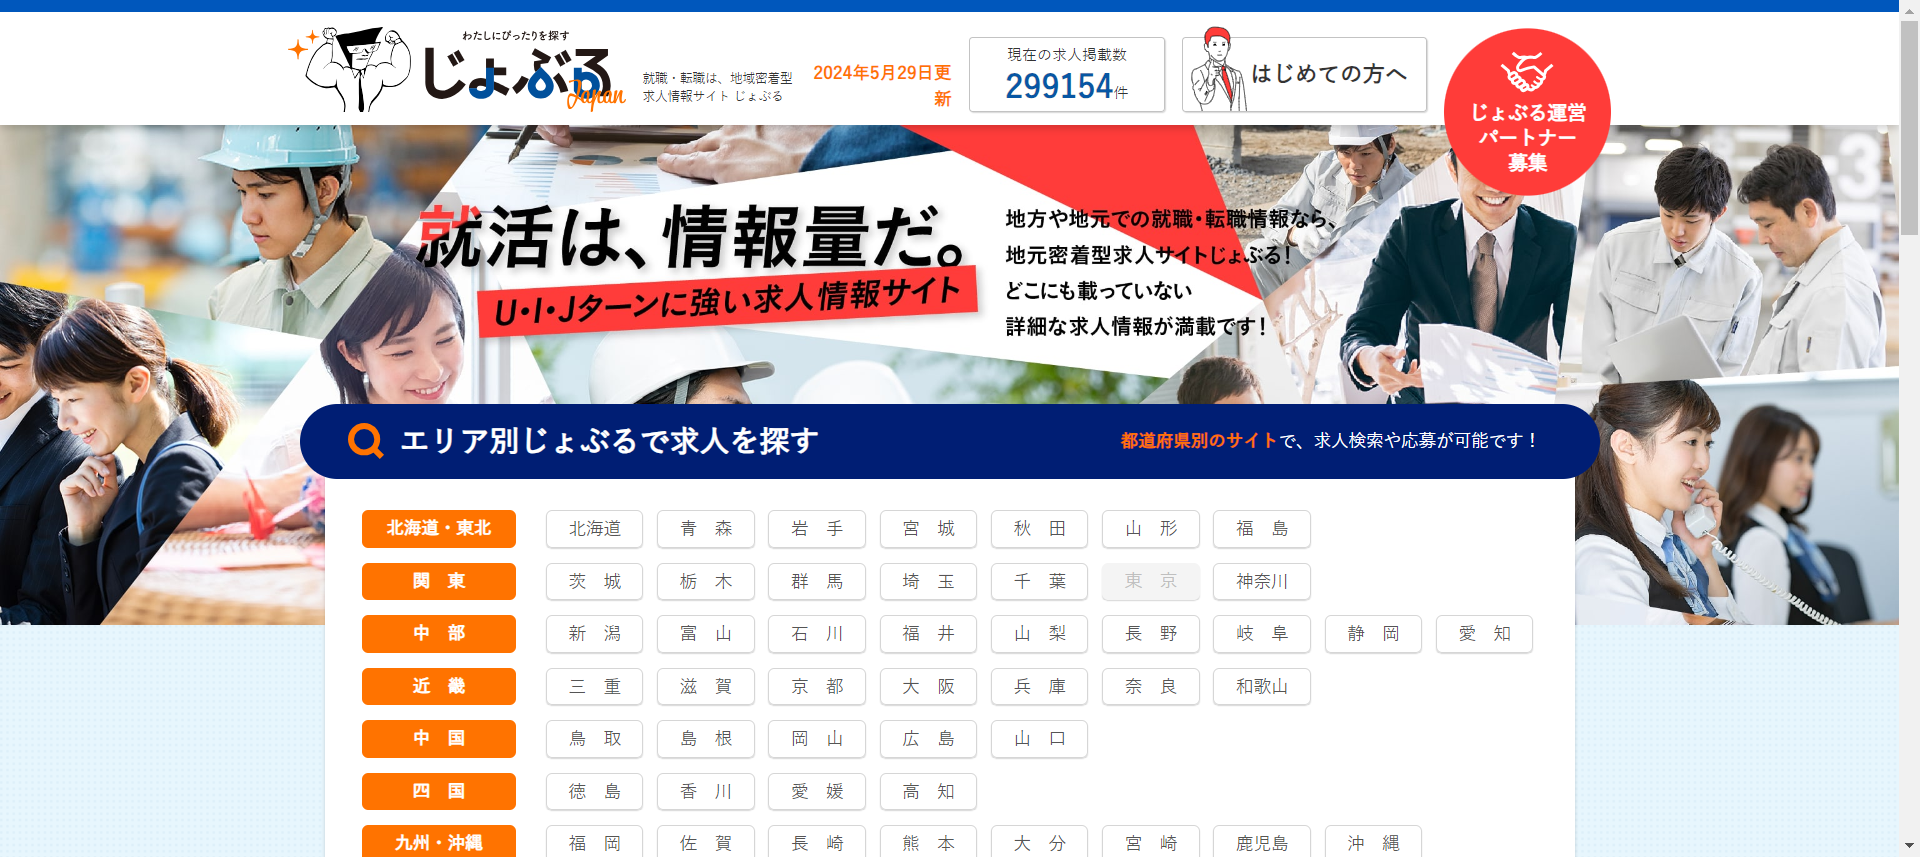 わたしにぴったりを探す
じょぶる
Japan
就職・転職は、地域密着型
求人情報サイト じょぶる
2024年5月29日更
新
現在の求人掲載数
299154件
はじめての方へ
じょぶる運営
パートナー
募集
就活は、情報量だ。
U・I・Jターンに強い求人情報サイト
地方や地元での就職・転職情報なら、
地元密着型求人サイトじょぶる!
どこにも載っていない
詳細な求人情報が満載です!
エリア別じょぶるで求人を探す
都道府県別のサイトで、求人検索や応募が可能です！
北海道・東北 北海道 青 森 岩 手 宮 城 秋 田 山 形 福 島
関 東 茨 城 栃 木 群 馬 埼 玉 千 葉 東 京 神奈川
中 部 新 潟 富 山 石 川 福 井 山 梨 長 野 岐 阜 静 岡 愛 知
近 畿 三 重 滋 賀 京 都 大 阪 兵 庫 奈 良 和歌山
中 国 鳥 取 島 根 岡 山 広 島 山 口
四 国 徳 島 香 川 愛 媛 高 知
九州・沖縄 福 岡 佐 賀 長 崎 熊 本 大 分 宮 崎 鹿児島 沖 縄